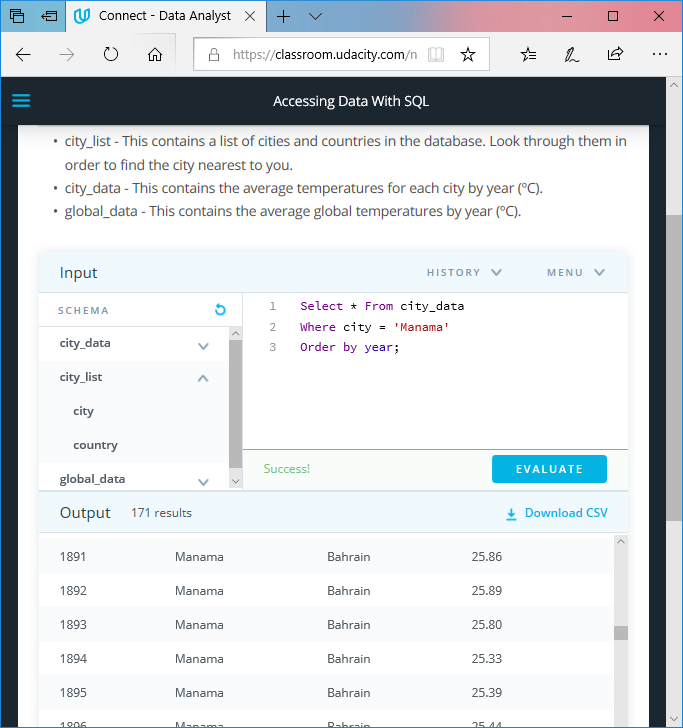 Connect - Data Analyst
https://classroom.udacity.com/n
Accessing Data With SQL
• city_list - This contains a list of cities and countries in the database. Look through them in
order to find the city nearest to you.
• city_data - This contains the average temperatures for each city by year (ºC).
• global_data - This contains the average global temperatures by year (ºC).
Input HISTORY MENU
SCHEMA
city_data
city_list
city
country
global_data
1 Select * From city_data
2 Where city = 'Manama'
3 Order by year;
Success! EVALUATE
Output 171 results Download CSV
1891 Manama Bahrain 25.86
1892 Manama Bahrain 25.89
1893 Manama Bahrain 25.80
1894 Manama Bahrain 25.33
1895 Manama Bahrain 25.39
1896 Manama Bahrain 25.44